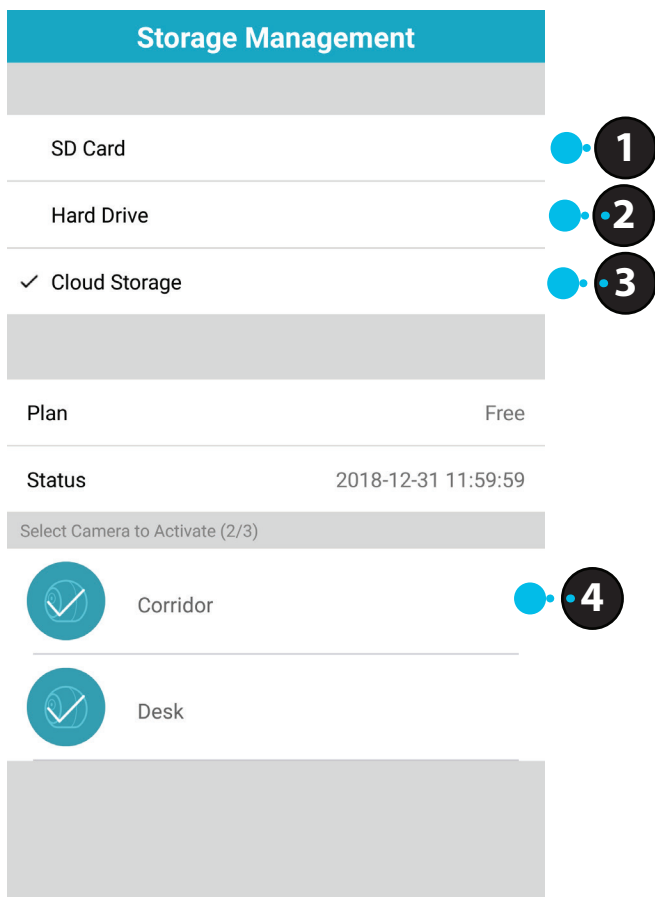 Storage Management
SD Card 1
Hard Drive 2
Cloud Storage 3
Plan Free
Status 2018-12-31 11:59:59
Select Camera to Activate (2/3)
Corridor 4
Desk